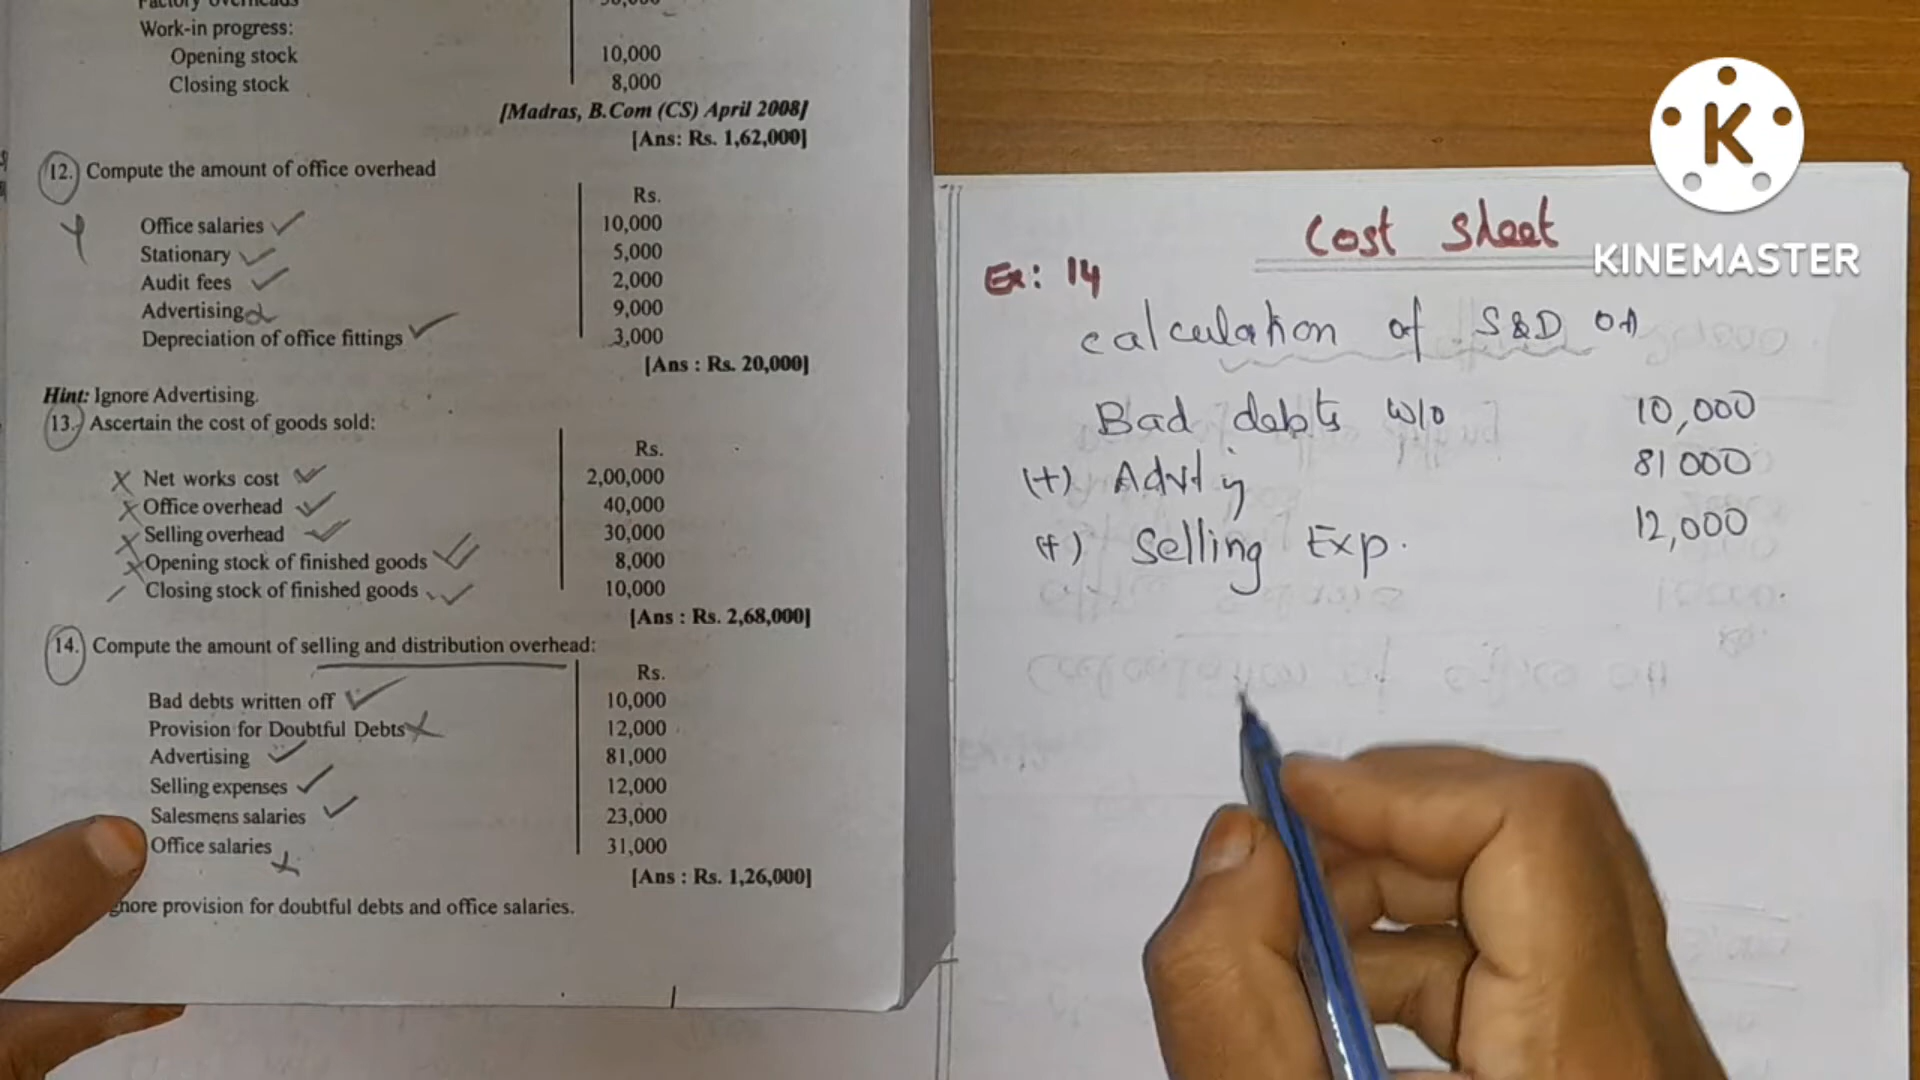 Factory Overheads
Work-in progress:
Opening stock 10,000
Closing stock 8,000
[Madras, B.Com (CS) April 2008]
[Ans: Rs. 1,62,000]
12. Compute the amount of office overhead
Rs.
Office salaries 10,000
Stationary 5,000
Audit fees 2,000
Advertising 9,000
Depreciation of office fittings 3,000
[Ans : Rs. 20,000]
Hint: Ignore Advertising.
13. Ascertain the cost of goods sold:
Rs.
Net works cost 2,00,000
Office overhead 40,000
Selling overhead 30,000
Opening stock of finished goods 8,000
Closing stock of finished goods 10,000
[Ans : Rs. 2,68,000]
14. Compute the amount of selling and distribution overhead:
Rs.
Bad debts written off 10,000
Provision for Doubtful Debts 12,000
Advertising 81,000
Selling expenses 12,000
Salesmens salaries 23,000
Office salaries 31,000
[Ans : Rs. 1,26,000]
provision for doubtful debts and office salaries.
K
KINEMASTER
Cost Sheet
Ex: 14
calculation of S&D OH
Bad debts w/o 10,000
(+) Advtg 81000
(+) Selling Exp. 12,000